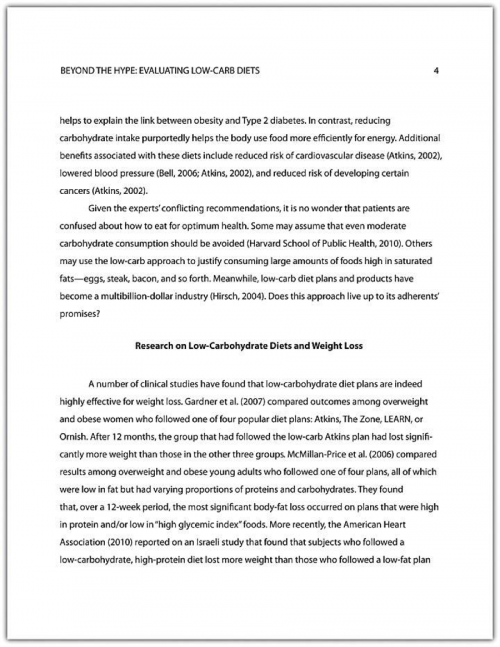 BEYOND THE HYPE: EVALUATING LOW-CARB DIETS 4
helps to explain the link between obesity and Type 2 diabetes. In contrast, reducing
carbohydrate intake purportedly helps the body use food more efficiently for energy. Additional
benefits associated with these diets include reduced risk of cardiovascular disease (Atkins, 2002),
lowered blood pressure (Bell, 2006; Atkins, 2002), and reduced risk of developing certain
cancers (Atkins, 2002).
Given the experts' conflicting recommendations, it is no wonder that patients are
confused about how to eat for optimum health. Some may assume that even moderate
carbohydrate consumption should be avoided (Harvard School of Public Health, 2010). Others
may use the low-carb approach to justify consuming large amounts of foods high in saturated
fats—eggs, steak, bacon, and so forth. Meanwhile, low-carb diet plans and products have
become a multibillion-dollar industry (Hirsch, 2004). Does this approach live up to its adherents'
promises?
Research on Low-Carbohydrate Diets and Weight Loss
A number of clinical studies have found that low-carbohydrate diet plans are indeed
highly effective for weight loss. Gardner et al. (2007) compared outcomes among overweight
and obese women who followed one of four popular diet plans: Atkins, The Zone, LEARN, or
Ornish. After 12 months, the group that had followed the low-carb Atkins plan had lost signifi-
cantly more weight than those in the other three groups. McMillan-Price et al. (2006) compared
results among overweight and obese young adults who followed one of four plans, all of which
were low in fat but had varying proportions of proteins and carbohydrates. They found
that, over a 12-week period, the most significant body-fat loss occurred on plans that were high
in protein and/or low in "high glycemic index" foods. More recently, the American Heart
Association (2010) reported on an Israeli study that found that subjects who followed a
low-carbohydrate, high-protein diet lost more weight than those who followed a low-fat plan